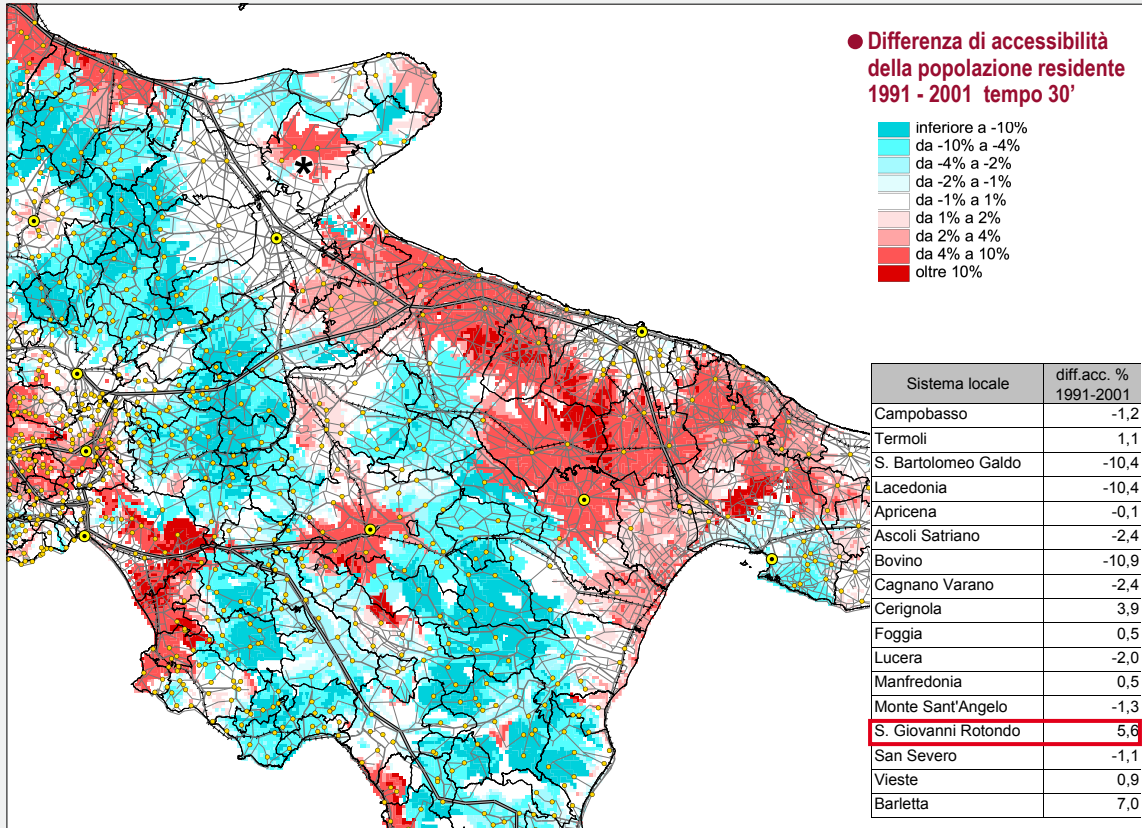 ● Differenza di accessibilità
della popolazione residente
1991 - 2001 tempo 30'
inferiore a -10%
da -10% a -4%
da -4% a -2%
da -2% a -1%
da -1% a 1%
da 1% a 2%
da 2% a 4%
da 4% a 10%
oltre 10%
*
Sistema locale diff.acc. %
1991-2001
Campobasso -1,2
Termoli 1,1
S. Bartolomeo Galdo -10,4
Lacedonia -10,4
Apricena -0,1
Ascoli Satriano -2,4
Bovino -10,9
Cagnano Varano -2,4
Cerignola 3,9
Foggia 0,5
Lucera -2,0
Manfredonia 0,5
Monte Sant'Angelo -1,3
S. Giovanni Rotondo 5,6
San Severo -1,1
Vieste 0,9
Barletta 7,0